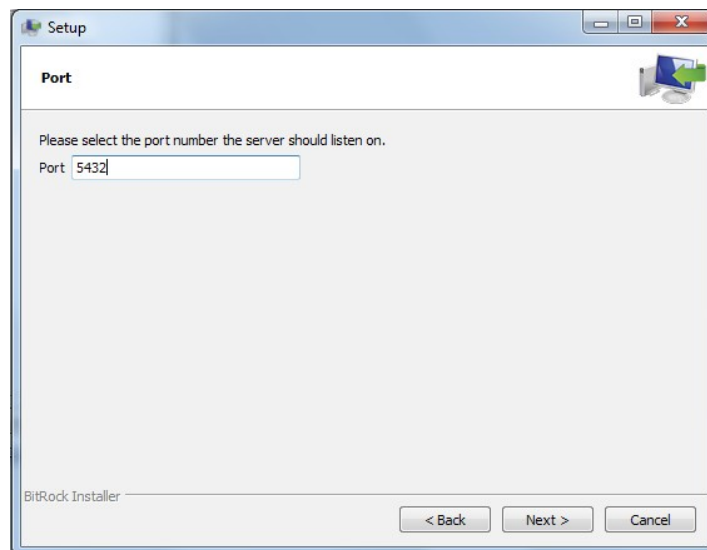 Setup
Port
Please select the port number the server should listen on.
Port 5432
BitRock Installer
< Back Next > Cancel